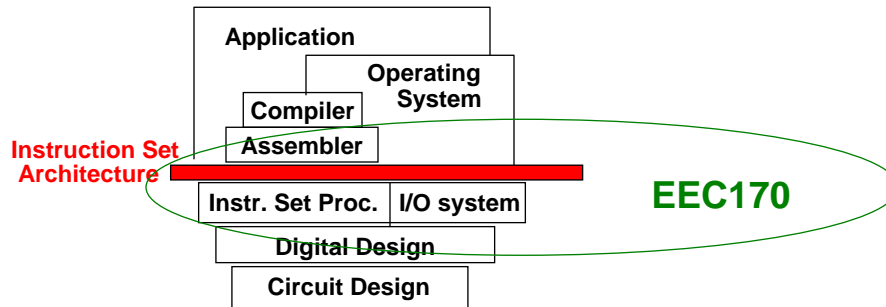 Application
Operating
System
Compiler
Assembler
Instruction Set
Architecture
Instr. Set Proc.
I/O system
EEC170
Digital Design
Circuit Design